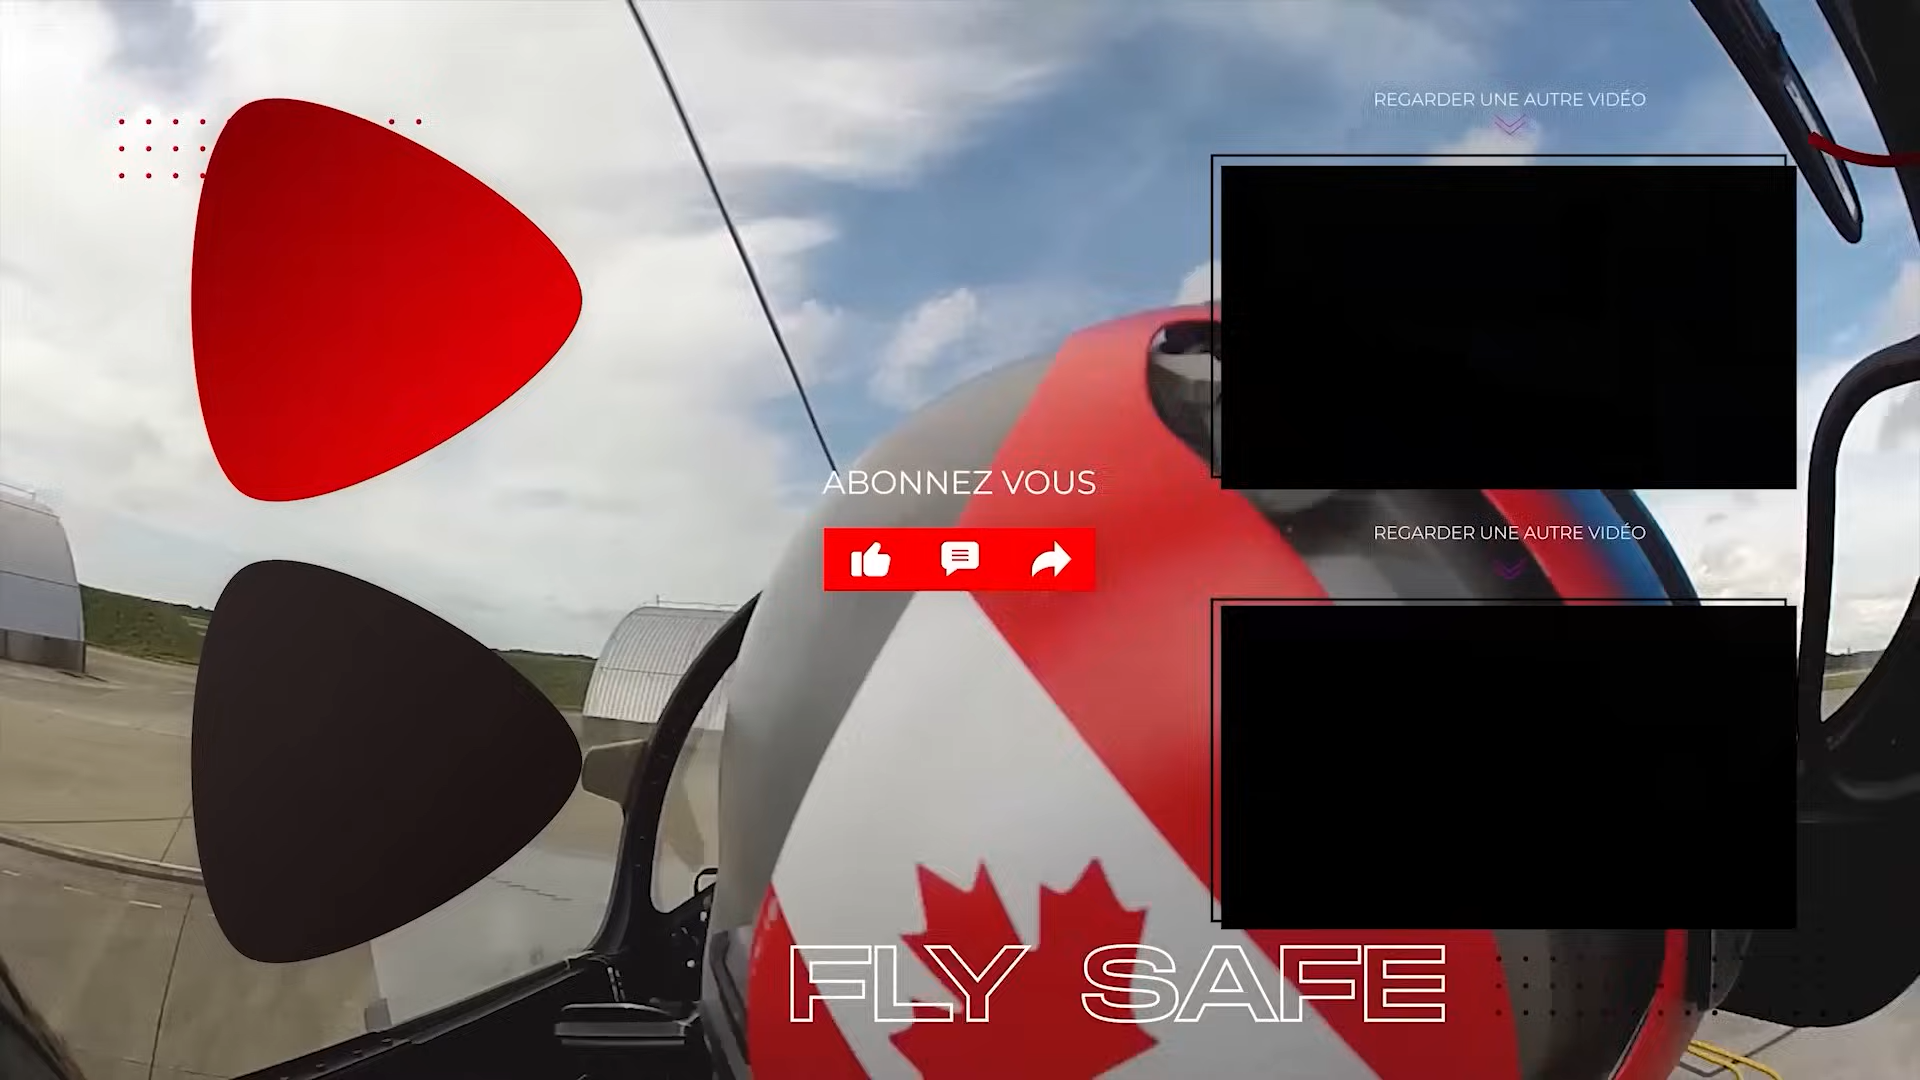 REGARDER UNE AUTRE VIDÉO
ABONNEZ VOUS
REGARDER UNE AUTRE VIDÉO
FLY SAFE